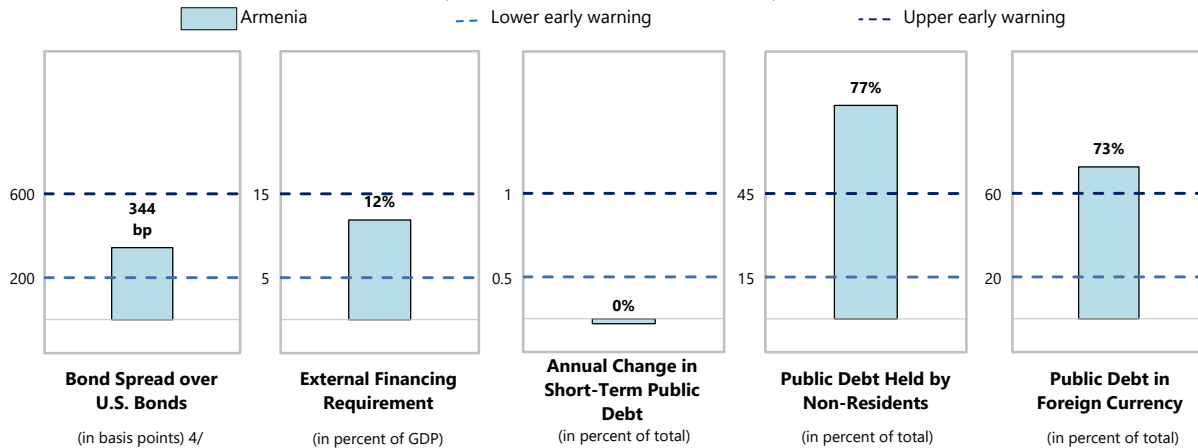 Armenia
Lower early warning
Upper early warning
600
200
344
bp
Bond Spread over
U.S. Bonds
(in basis points) 4/
15
5
12%
External Financing
Requirement
(in percent of GDP)
1
0.5
0%
Annual Change in
Short-Term Public
Debt
(in percent of total)
45
15
77%
Public Debt Held by
Non-Residents
(in percent of total)
60
20
73%
Public Debt in
Foreign Currency
(in percent of total)